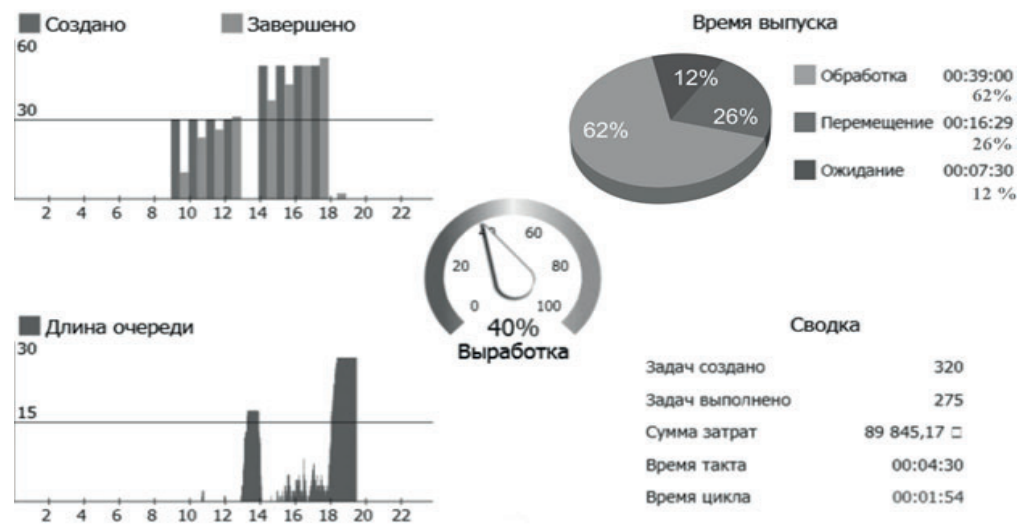 Создано Завершено
60
30
2 4 6 8 10 12 14 16 18 20 22
Время выпуска
12%
26%
62%
Обработка 00:39:00
62%
Перемещение 00:16:29
26%
Ожидание 00:07:30
12 %
0 20 40 60 80 100
40%
Выработка
Длина очереди
30
15
2 4 6 8 10 12 14 16 18 20 22
Сводка
Задач создано 320
Задач выполнено 275
Сумма затрат 89 845,17 □
Время такта 00:04:30
Время цикла 00:01:54